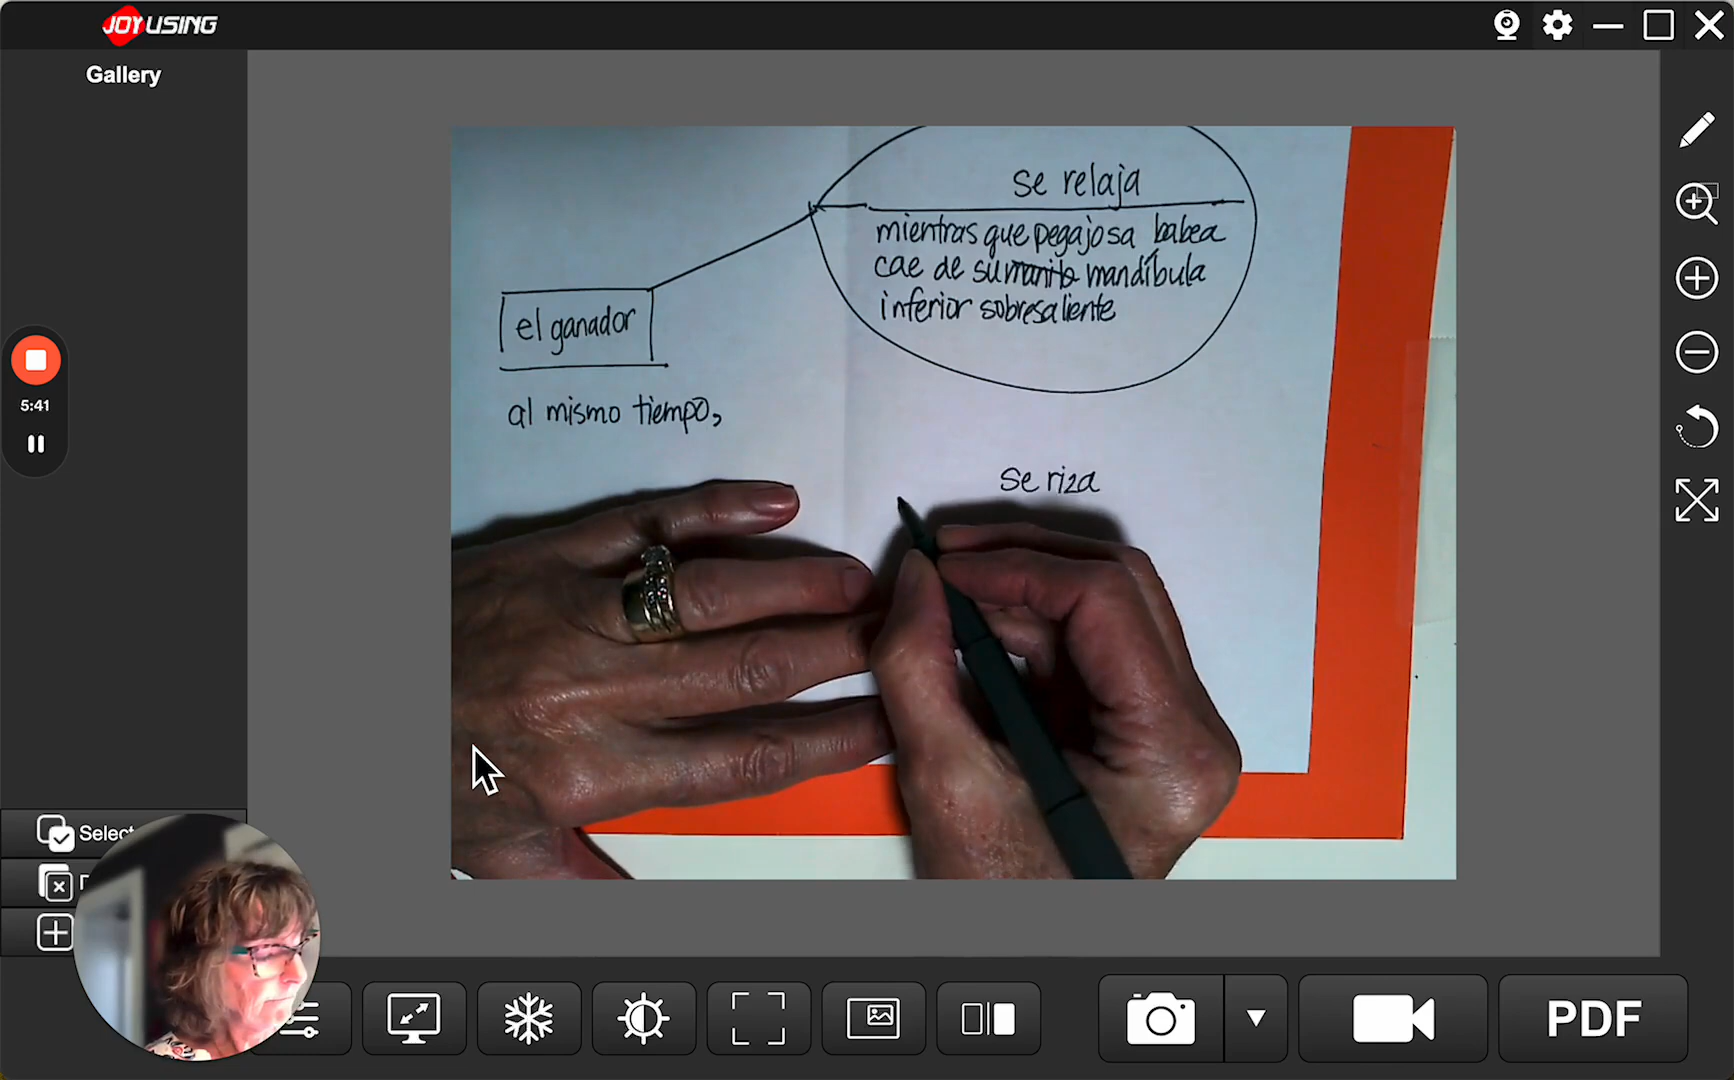 JOYUSING
Gallery
se relaja
mientras que pegajosa babea
cae de su mandíbula
inferior sobresaliente
el ganador
al mismo tiempo,
se riza
5:41
Select
PDF